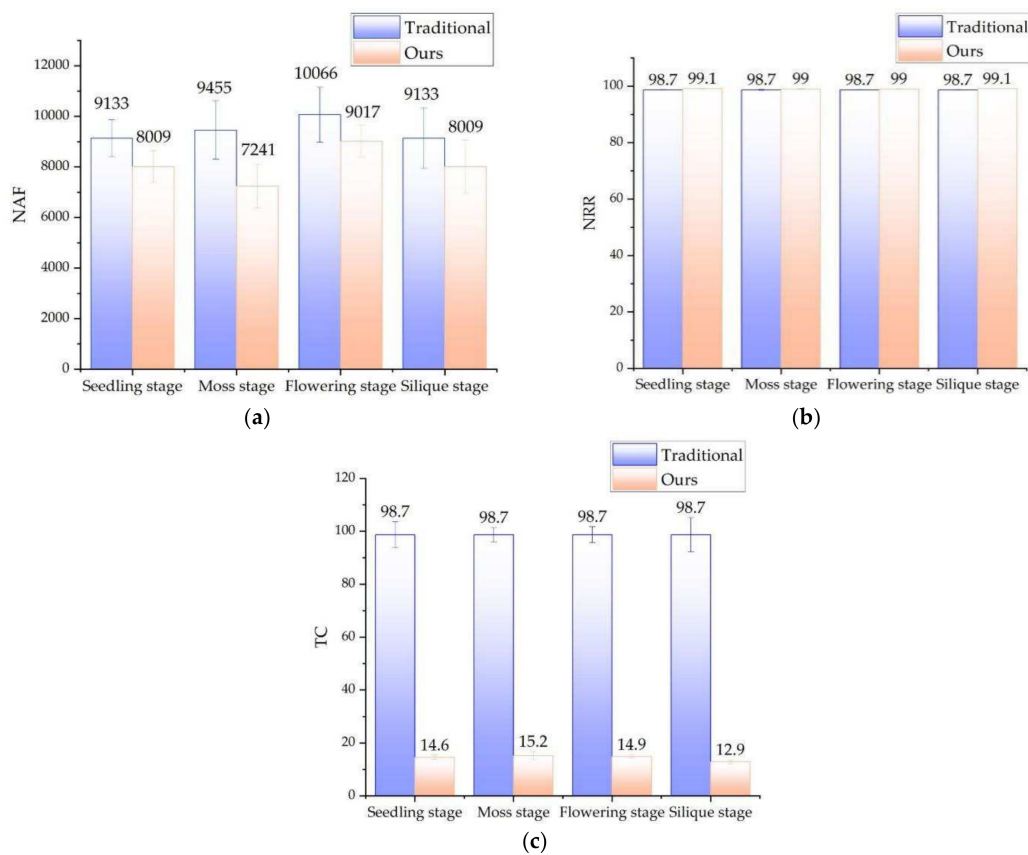 Traditional
Ours
NAF
12000
10000
8000
6000
4000
2000
0
9133
8009
9455
7241
10066
9017
9133
8009
Seedling stage Moss stage Flowering stage Silique stage
(a)
Traditional
Ours
NRR
100
80
60
40
20
0
98.7 99.1 98.7 99 98.7 99 98.7 99.1
Seedling stage Moss stage Flowering stage Silique stage
(b)
Traditional
Ours
TC
120
100
80
60
40
20
0
98.7
14.6
98.7
15.2
98.7
14.9
98.7
12.9
Seedling stage Moss stage Flowering stage Silique stage
(c)